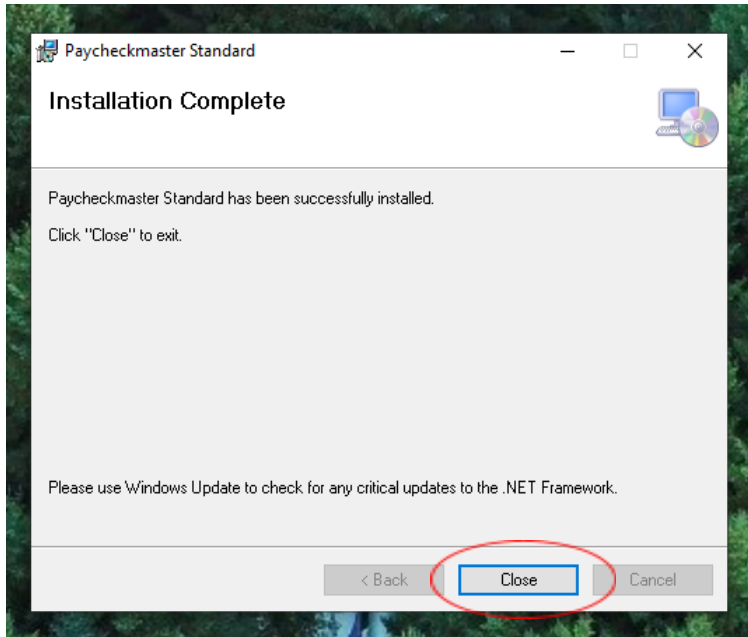 Paycheckmaster Standard
Installation Complete
Paycheckmaster Standard has been successfully installed.
Click "Close" to exit.
Please use Windows Update to check for any critical updates to the .NET Framework.
< Back Close Cancel